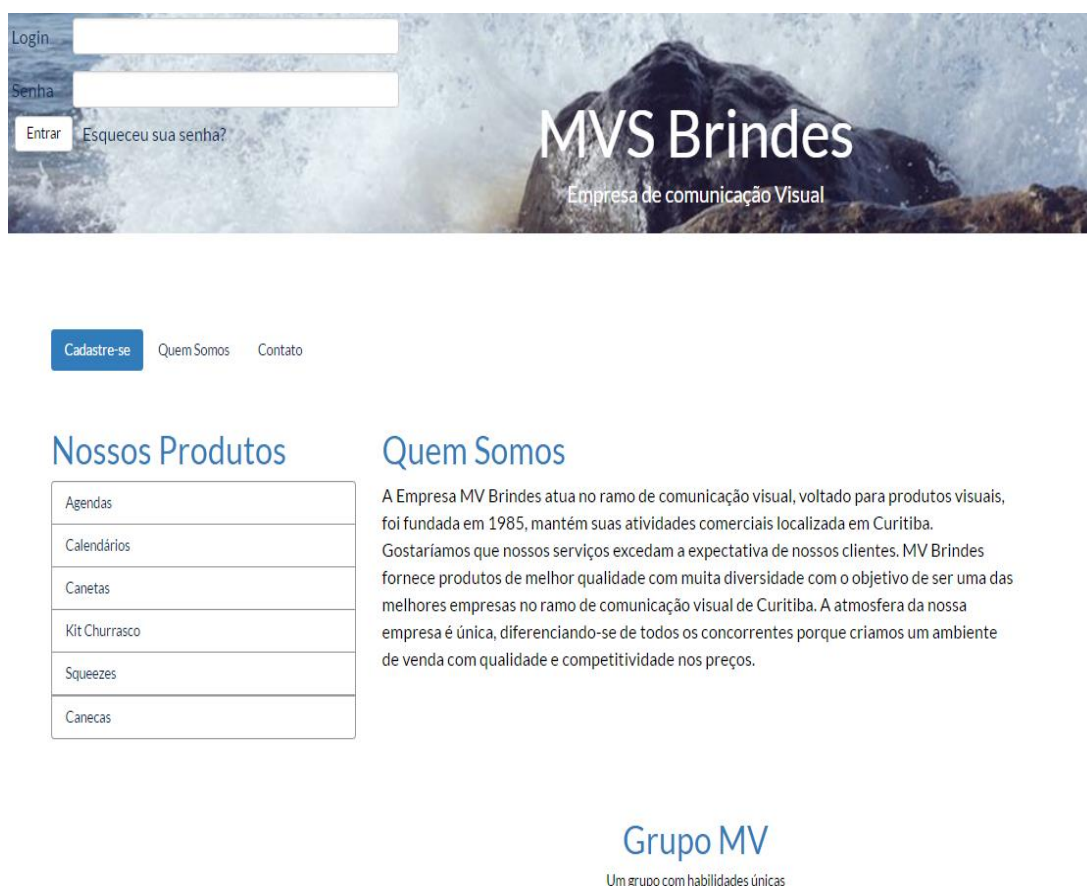 Login
Senha
Entrar Esqueceu sua senha?
MVS Brindes
Empresa de comunicação Visual
Cadastre-se Quem Somos Contato
Nossos Produtos
Agendas
Calendários
Canetas
Kit Churrasco
Squeezes
Canecas
Quem Somos
A Empresa MV Brindes atua no ramo de comunicação visual, voltado para produtos visuais,
foi fundada em 1985, mantém suas atividades comerciais localizada em Curitiba.
Gostaríamos que nossos serviços excedam a expectativa de nossos clientes. MV Brindes
fornece produtos de melhor qualidade com muita diversidade com o objetivo de ser uma das
melhores empresas no ramo de comunicação visual de Curitiba. A atmosfera da nossa
empresa é única, diferenciando-se de todos os concorrentes porque criamos um ambiente
de venda com qualidade e competitividade nos preços.
Grupo MV
Um grupo com habilidades únicas